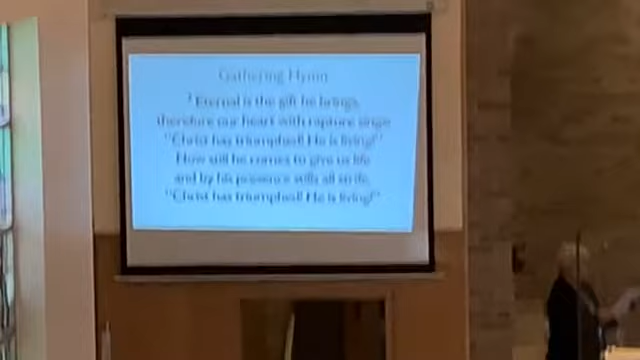 Gathering Hymn
³ Eternal is the gift he brings,
therefore our heart with rapture sings:
"Christ has triumphed! He is living!"
Now still he comes to give us life
and by his presence stills all strife.
"Christ has triumphed! He is living!"